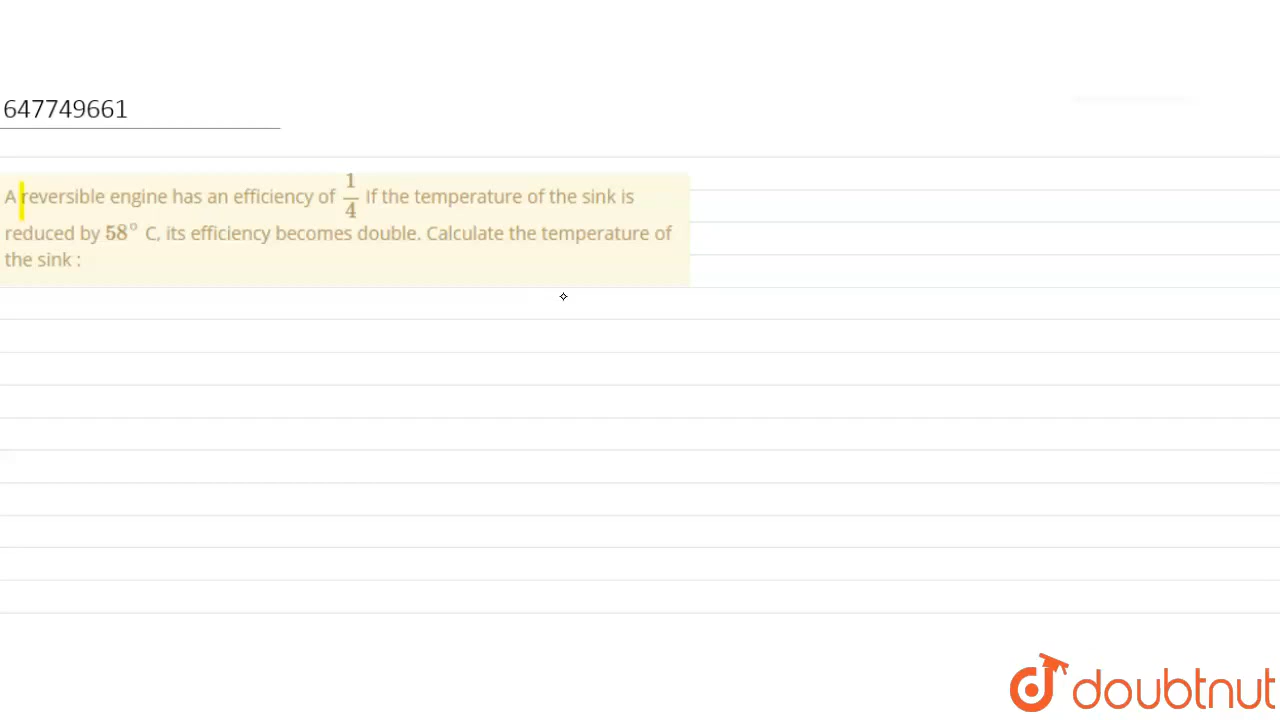 647749661
A reversible engine has an efficiency of 1/4 If the temperature of the sink is
reduced by 58° C, its efficiency becomes double. Calculate the temperature of
the sink :
doubtnut